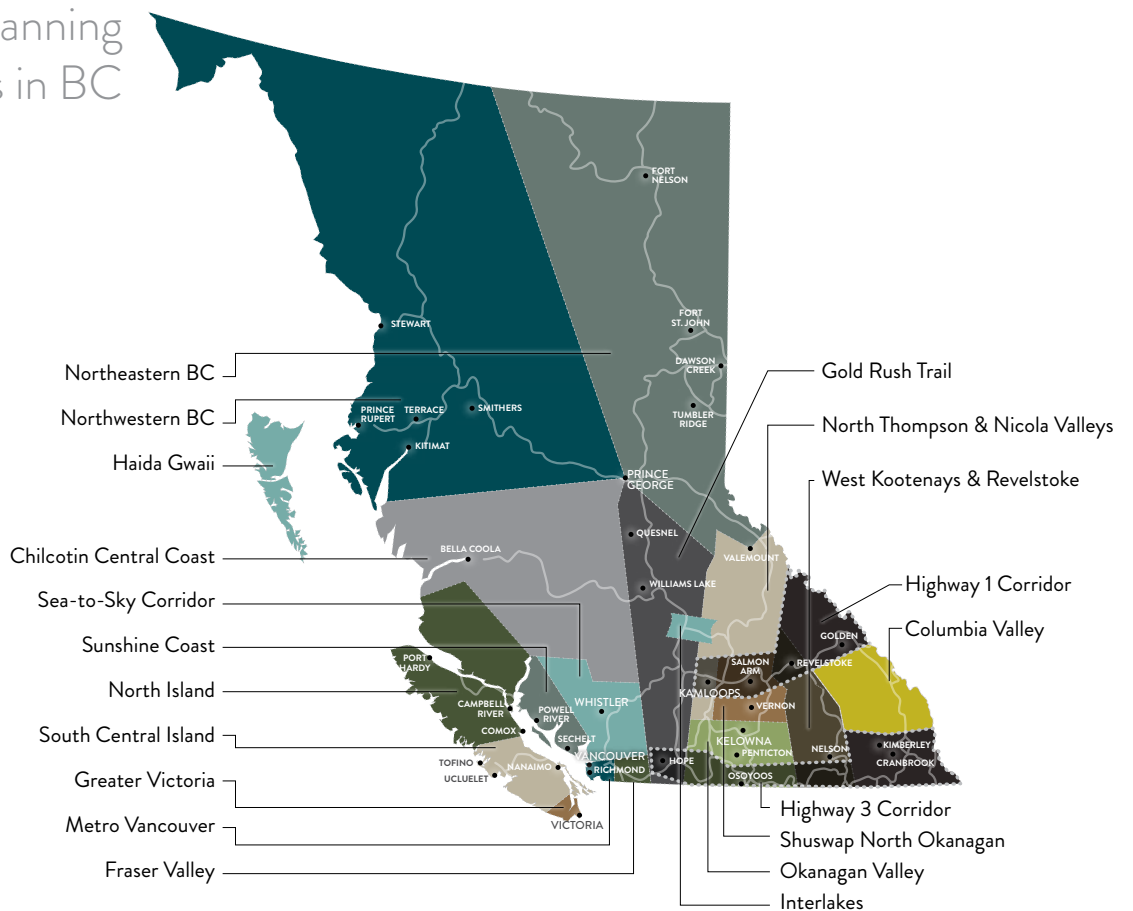 anning
s in BC
FORT
NELSON
FORT
ST. JOHN
DAWSON
CREEK
TUMBLER
RIDGE
STEWART
PRINCE
RUPERT
TERRACE
SMITHERS
KITIMAT
PRINCE
GEORGE
QUESNEL
VALEMOUNT
BELLA COOLA
WILLIAMS LAKE
GOLDEN
PORT
HARDY
SALMON
ARM
REVELSTOKE
KAMLOOPS
CAMPBELL
RIVER
POWELL
RIVER
WHISTLER
VERNON
COMOX
SECHELT
KELOWNA
KIMBERLEY
NELSON
PENTICTON
VANCOUVER
CRANBROOK
TOFINO
NANAIMO
RICHMOND
HOPE
UCLUELET
OSOYOOS
VICTORIA
Northeastern BC
Northwestern BC
Haida Gwaii
Chilcotin Central Coast
Sea-to-Sky Corridor
Sunshine Coast
North Island
South Central Island
Greater Victoria
Metro Vancouver
Fraser Valley
Gold Rush Trail
North Thompson & Nicola Valleys
West Kootenays & Revelstoke
Highway 1 Corridor
Columbia Valley
Highway 3 Corridor
Shuswap North Okanagan
Okanagan Valley
Interlakes